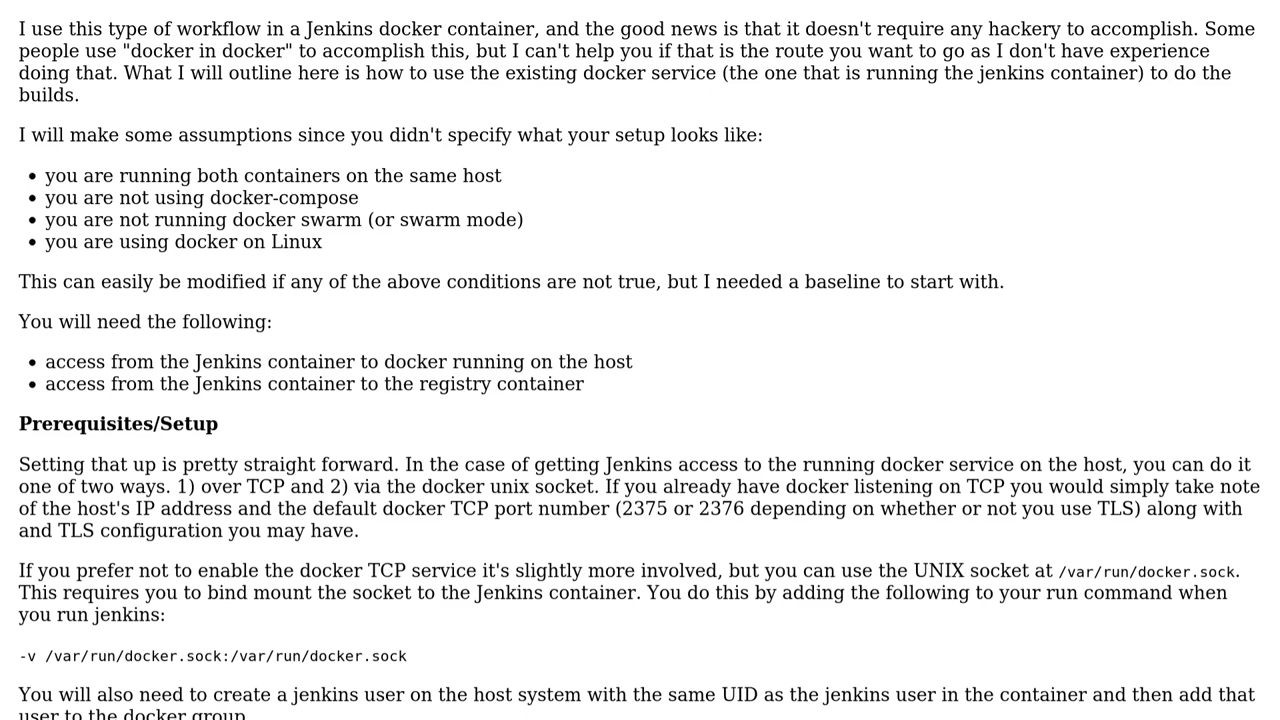 I use this type of workflow in a Jenkins docker container, and the good news is that it doesn't require any hackery to accomplish. Some
people use "docker in docker" to accomplish this, but I can't help you if that is the route you want to go as I don't have experience
doing that. What I will outline here is how to use the existing docker service (the one that is running the jenkins container) to do the
builds.
I will make some assumptions since you didn't specify what your setup looks like:
• you are running both containers on the same host
• you are not using docker-compose
• you are not running docker swarm (or swarm mode)
• you are using docker on Linux
This can easily be modified if any of the above conditions are not true, but I needed a baseline to start with.
You will need the following:
• access from the Jenkins container to docker running on the host
• access from the Jenkins container to the registry container
Prerequisites/Setup
Setting that up is pretty straight forward. In the case of getting Jenkins access to the running docker service on the host, you can do it
one of two ways. 1) over TCP and 2) via the docker unix socket. If you already have docker listening on TCP you would simply take note
of the host's IP address and the default docker TCP port number (2375 or 2376 depending on whether or not you use TLS) along with
and TLS configuration you may have.
If you prefer not to enable the docker TCP service it's slightly more involved, but you can use the UNIX socket at /var/run/docker.sock.
This requires you to bind mount the socket to the Jenkins container. You do this by adding the following to your run command when
you run jenkins:
-v /var/run/docker.sock:/var/run/docker.sock
You will also need to create a jenkins user on the host system with the same UID as the jenkins user in the container and then add that
user to the docker group.